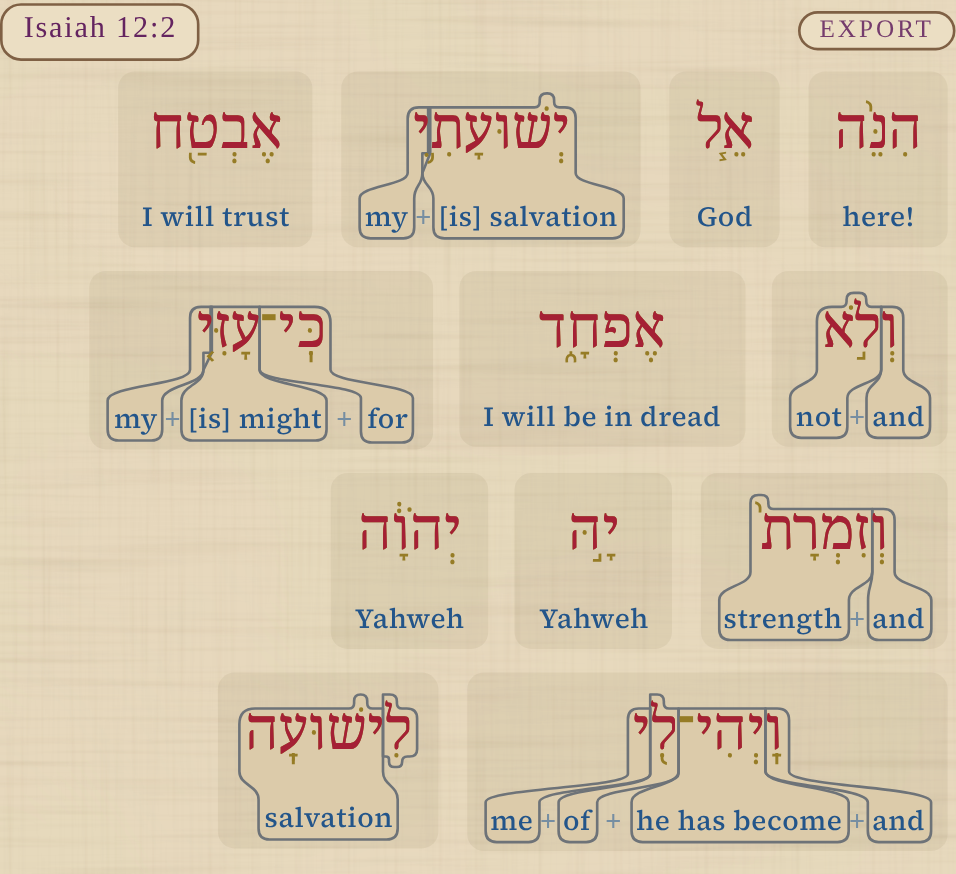 Isaiah 12:2
EXPORT
הִנֵּ֨ה אֵ֧ל יְשׁוּעָתִ֛י אֶבְטַ֖ח
I will trust my + [is] salvation God here!
וְלֹ֣א אֶפְחָ֑ד כִּֽי־עָזִּ֤י
my + [is] might + for I will be in dread not + and
וְזִמְרָת֙ יָ֣הּ יְהֹוָ֔ה
Yahweh Yahweh strength + and
וַֽיְהִי־לִ֖י לִישׁוּעָֽה
salvation me + of + he has become + and